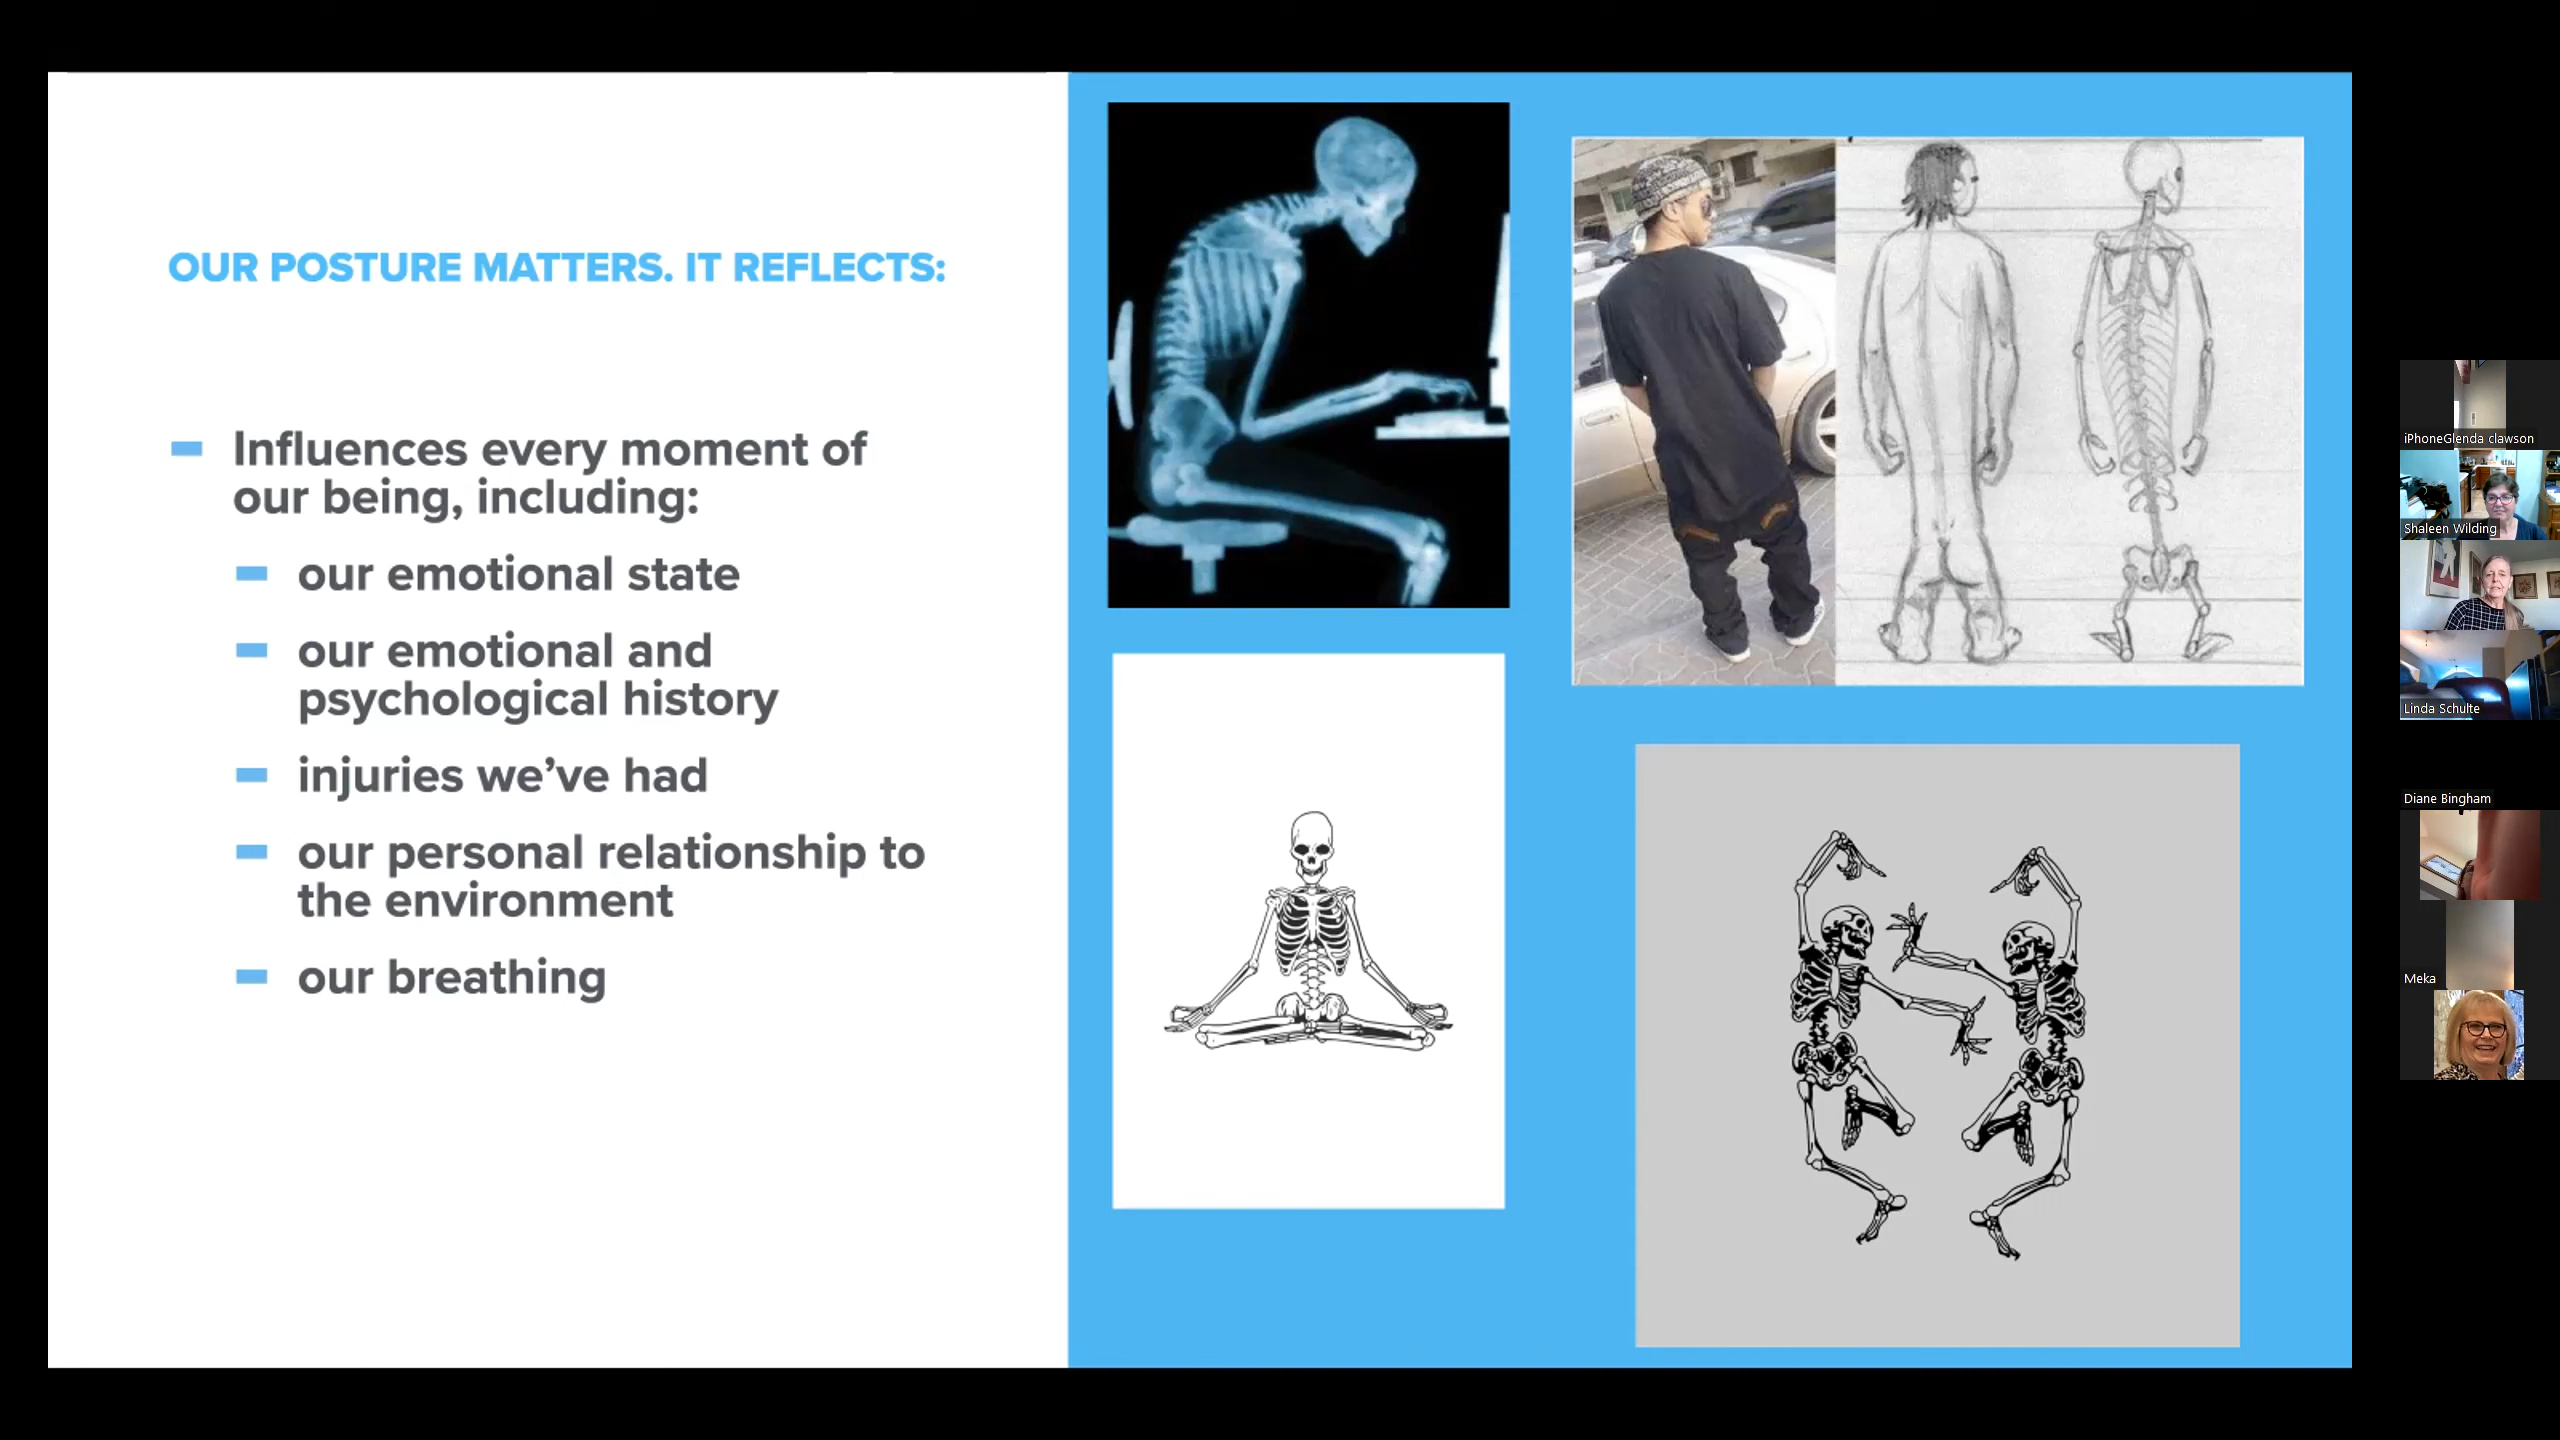 OUR POSTURE MATTERS. IT REFLECTS:
Influences every moment of
our being, including:
our emotional state
our emotional and
psychological history
injuries we’ve had
our personal relationship to
the environment
our breathing
iPhoneGlenda clawson
Shaleen Wilding
Linda Schulte
Diane Bingham
Meka